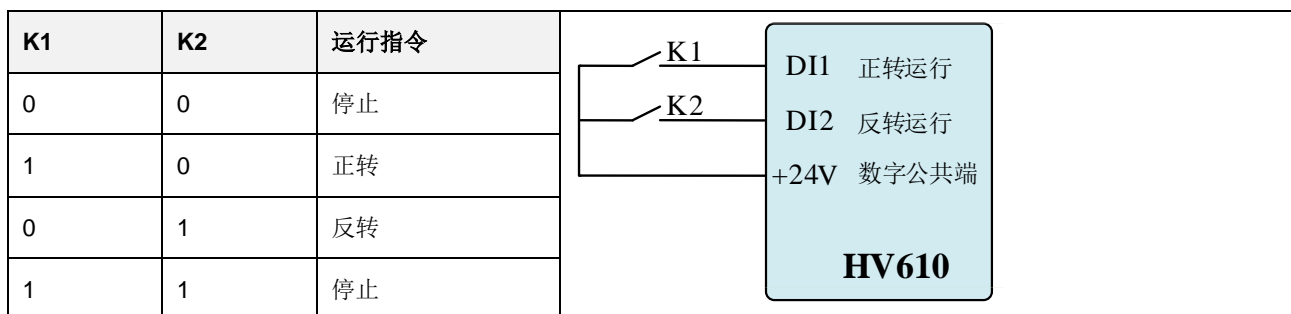 K1 K2 运行指令
0 0 停止
1 0 正转
0 1 反转
1 1 停止
K1
DI1 正转运行
K2
DI2 反转运行
+24V 数字公共端
HV610